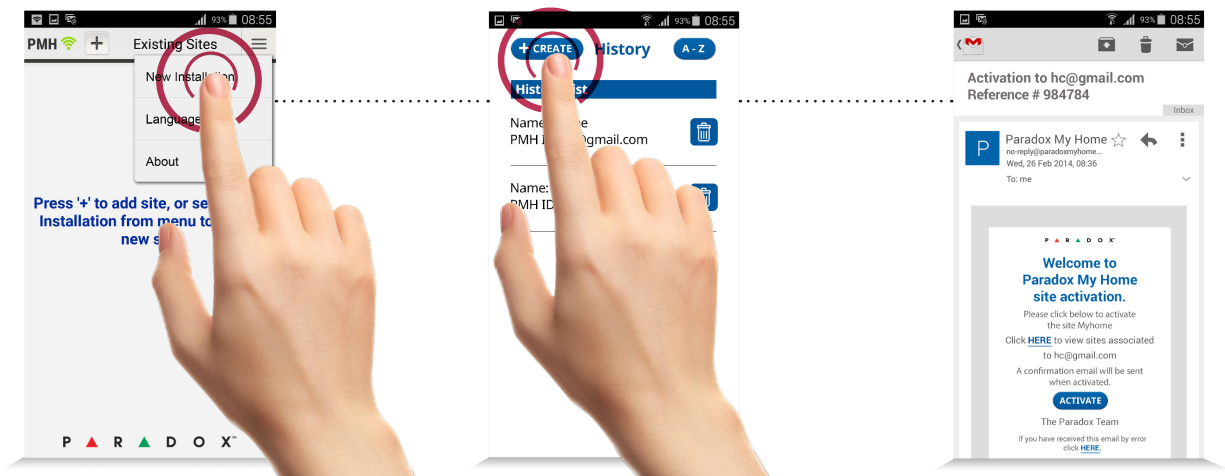 93% 08:55
PMH + Existing Sites
New Installation
Language
About
Press '+' to add site, or se
Installation from menu to
new s
PARADOX™
93% 08:55
+ CREATE History A - Z
Hist ist
Name: e
PMH I gmail.com
Name:
PMH ID
93% 08:55
Activation to hc@gmail.com
Reference # 984784
Inbox
P
Paradox My Home
no-reply@paradoxmyhome...
Wed, 26 Feb 2014, 08:36
To: me
PARADOX™
Welcome to
Paradox My Home
site activation.
Please click below to activate
the site Myhome
Click HERE to view sites associated
to hc@gmail.com
A confirmation email will be sent
when activated.
ACTIVATE
The Paradox Team
If you have received this email by error
click HERE.